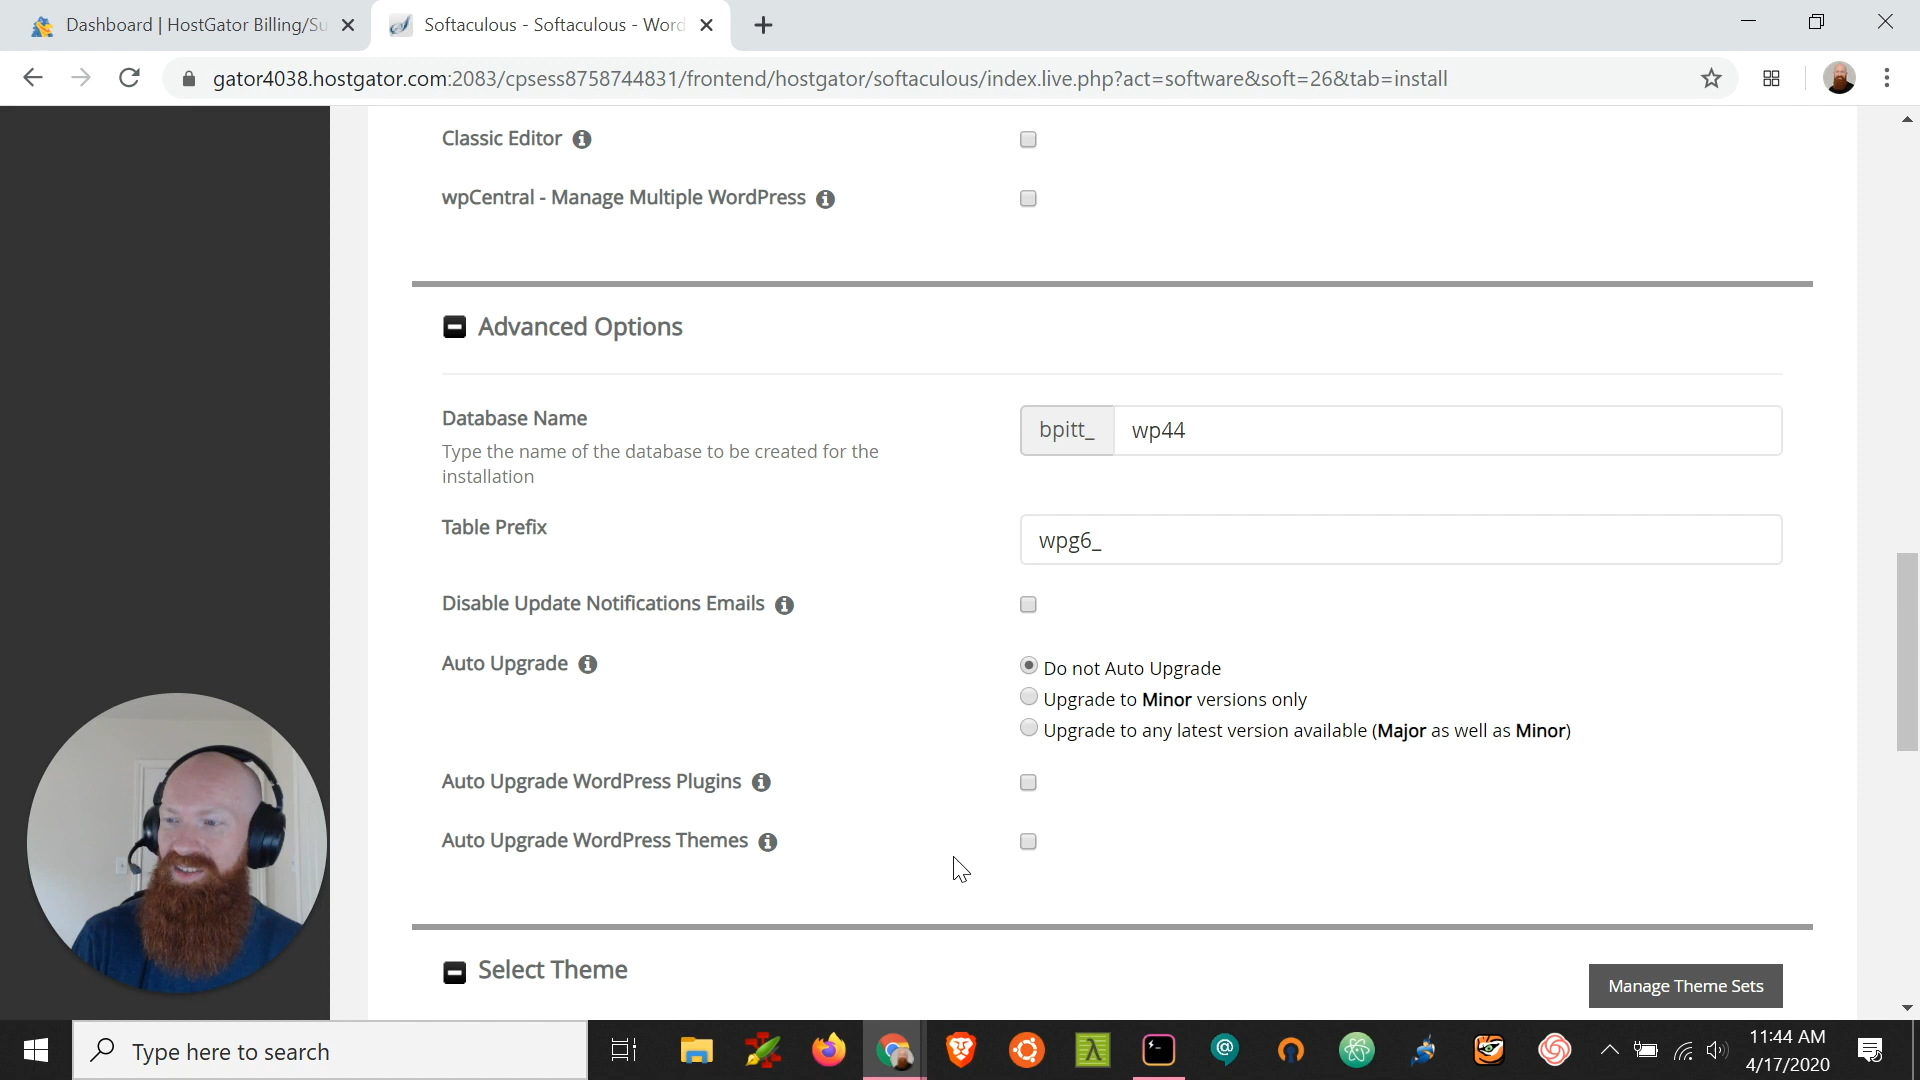 Dashboard | HostGator Billing/Su
Softaculous - Softaculous - Word
gator4038.hostgator.com:2083/cpsess8758744831/frontend/hostgator/softaculous/index.live.php?act=software&soft=26&tab=install
Classic Editor
wpCentral - Manage Multiple WordPress
Advanced Options
Database Name
bpitt_ wp44
Type the name of the database to be created for the
installation
Table Prefix
wpg6_
Disable Update Notifications Emails
Auto Upgrade
Do not Auto Upgrade
Upgrade to Minor versions only
Upgrade to any latest version available (Major as well as Minor)
Auto Upgrade WordPress Plugins
Auto Upgrade WordPress Themes
Select Theme
Manage Theme Sets
Type here to search
11:44 AM
4/17/2020